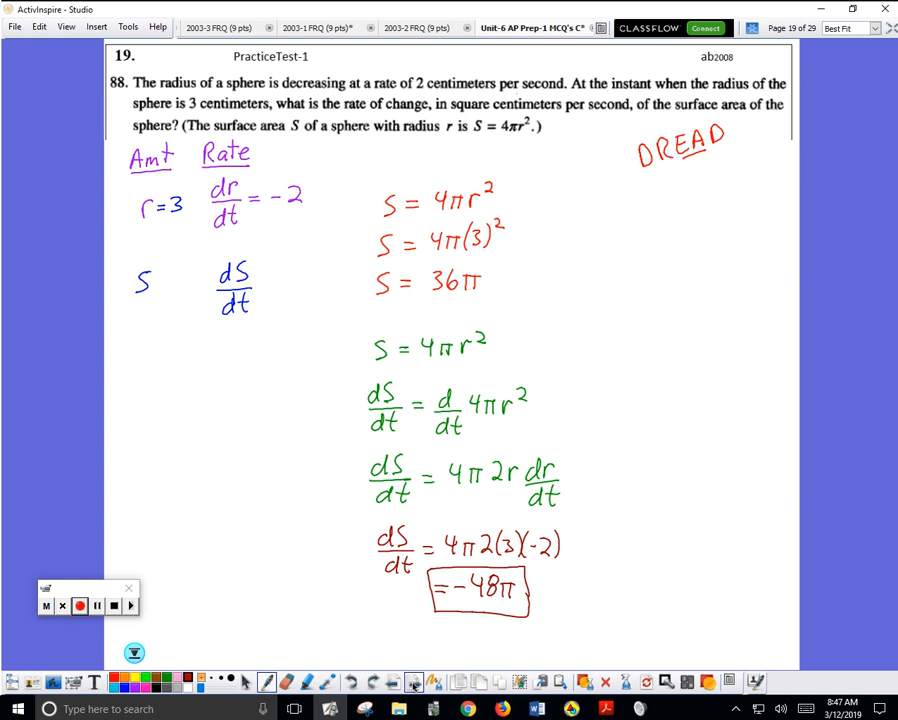 ActivInspire - Studio
File Edit View Insert Tools Help
2003-3 FRQ (9 pts)
2003-1 FRQ (9 pts)*
2003-2 FRQ (9 pts)
Unit-6 AP Prep-1 MCQ's C*
CLASSFLOW
Connect
Page 19 of 29
Best Fit
19. PracticeTest-1 ab2008
88. The radius of a sphere is decreasing at a rate of 2 centimeters per second. At the instant when the radius of the
sphere is 3 centimeters, what is the rate of change, in square centimeters per second, of the surface area of the
sphere? (The surface area S of a sphere with radius r is S = 4πr².)
DREAD
Amt Rate
r = 3 dr/dt = -2
S dS/dt
S = 4πr²
S = 4π(3)²
S = 36π
S = 4πr²
dS/dt = d/dt 4πr²
dS/dt = 4π2r dr/dt
dS/dt = 4π2(3)(-2)
= -48π
M
T
Type here to search
8:47 AM
3/12/2019